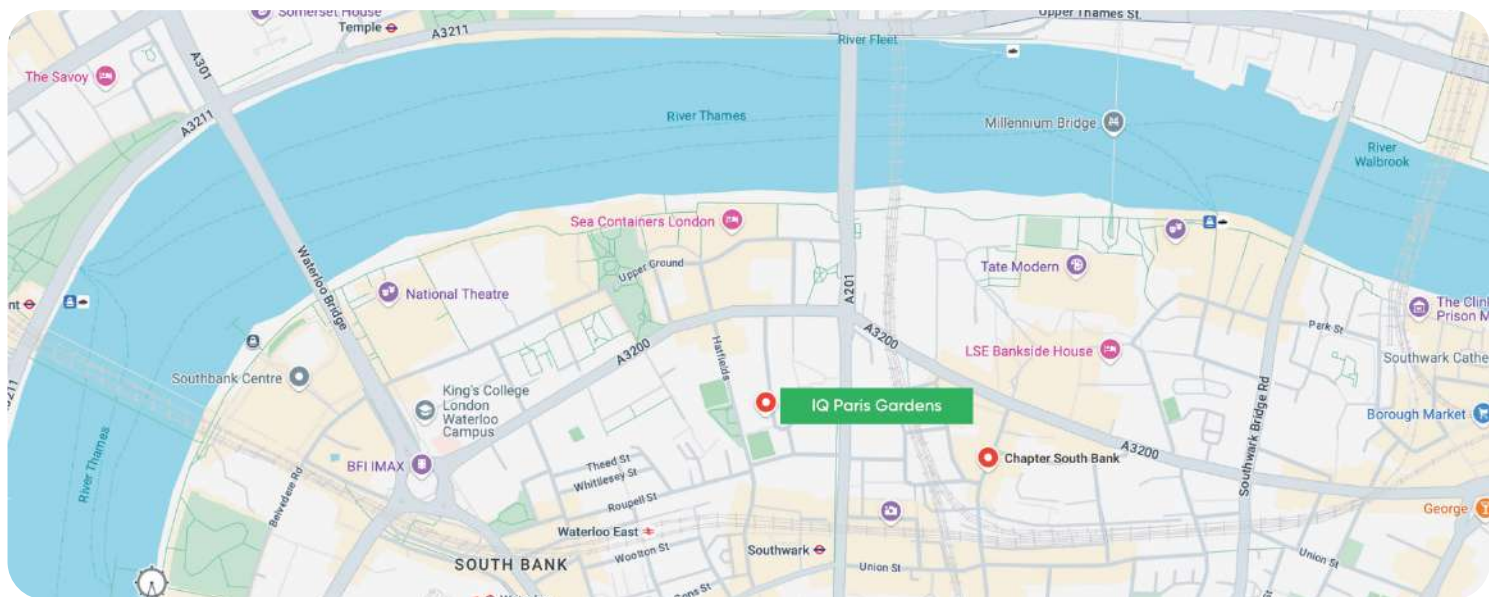 Somerset House
Temple
A3211
Upper Thames St.
River Fleet
A301
The Savoy
A3211
River Thames
Millennium Bridge
River
Walbrook
Sea Containers London
Waterloo Bridge
Upper Ground
Tate Modern
National Theatre
A201
nt
The Clin
Prison M
Park St
A3200
A3200
Hatfields
LSE Bankside House
Southwark Cathe
Southbank Centre
King's College
London
Waterloo
Campus
A3211
IQ Paris Gardens
Borough Market
Southwark Bridge Rd
A3200
BFI IMAX
Theed St
Whittlesey St
Chapter South Bank
River Thames
Belvedere Rd
Roupell St
George
Waterloo East
Woolton St
Southwark
SOUTH BANK
Union St
Union St